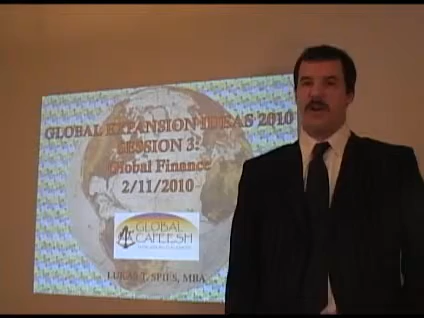 GLOBAL EXPANSION IDEAS 2010
SESSION 3:
Global Finance
2/11/2010
GLOBAL
CAFEESH
LUKAS T. SPIES, MBA